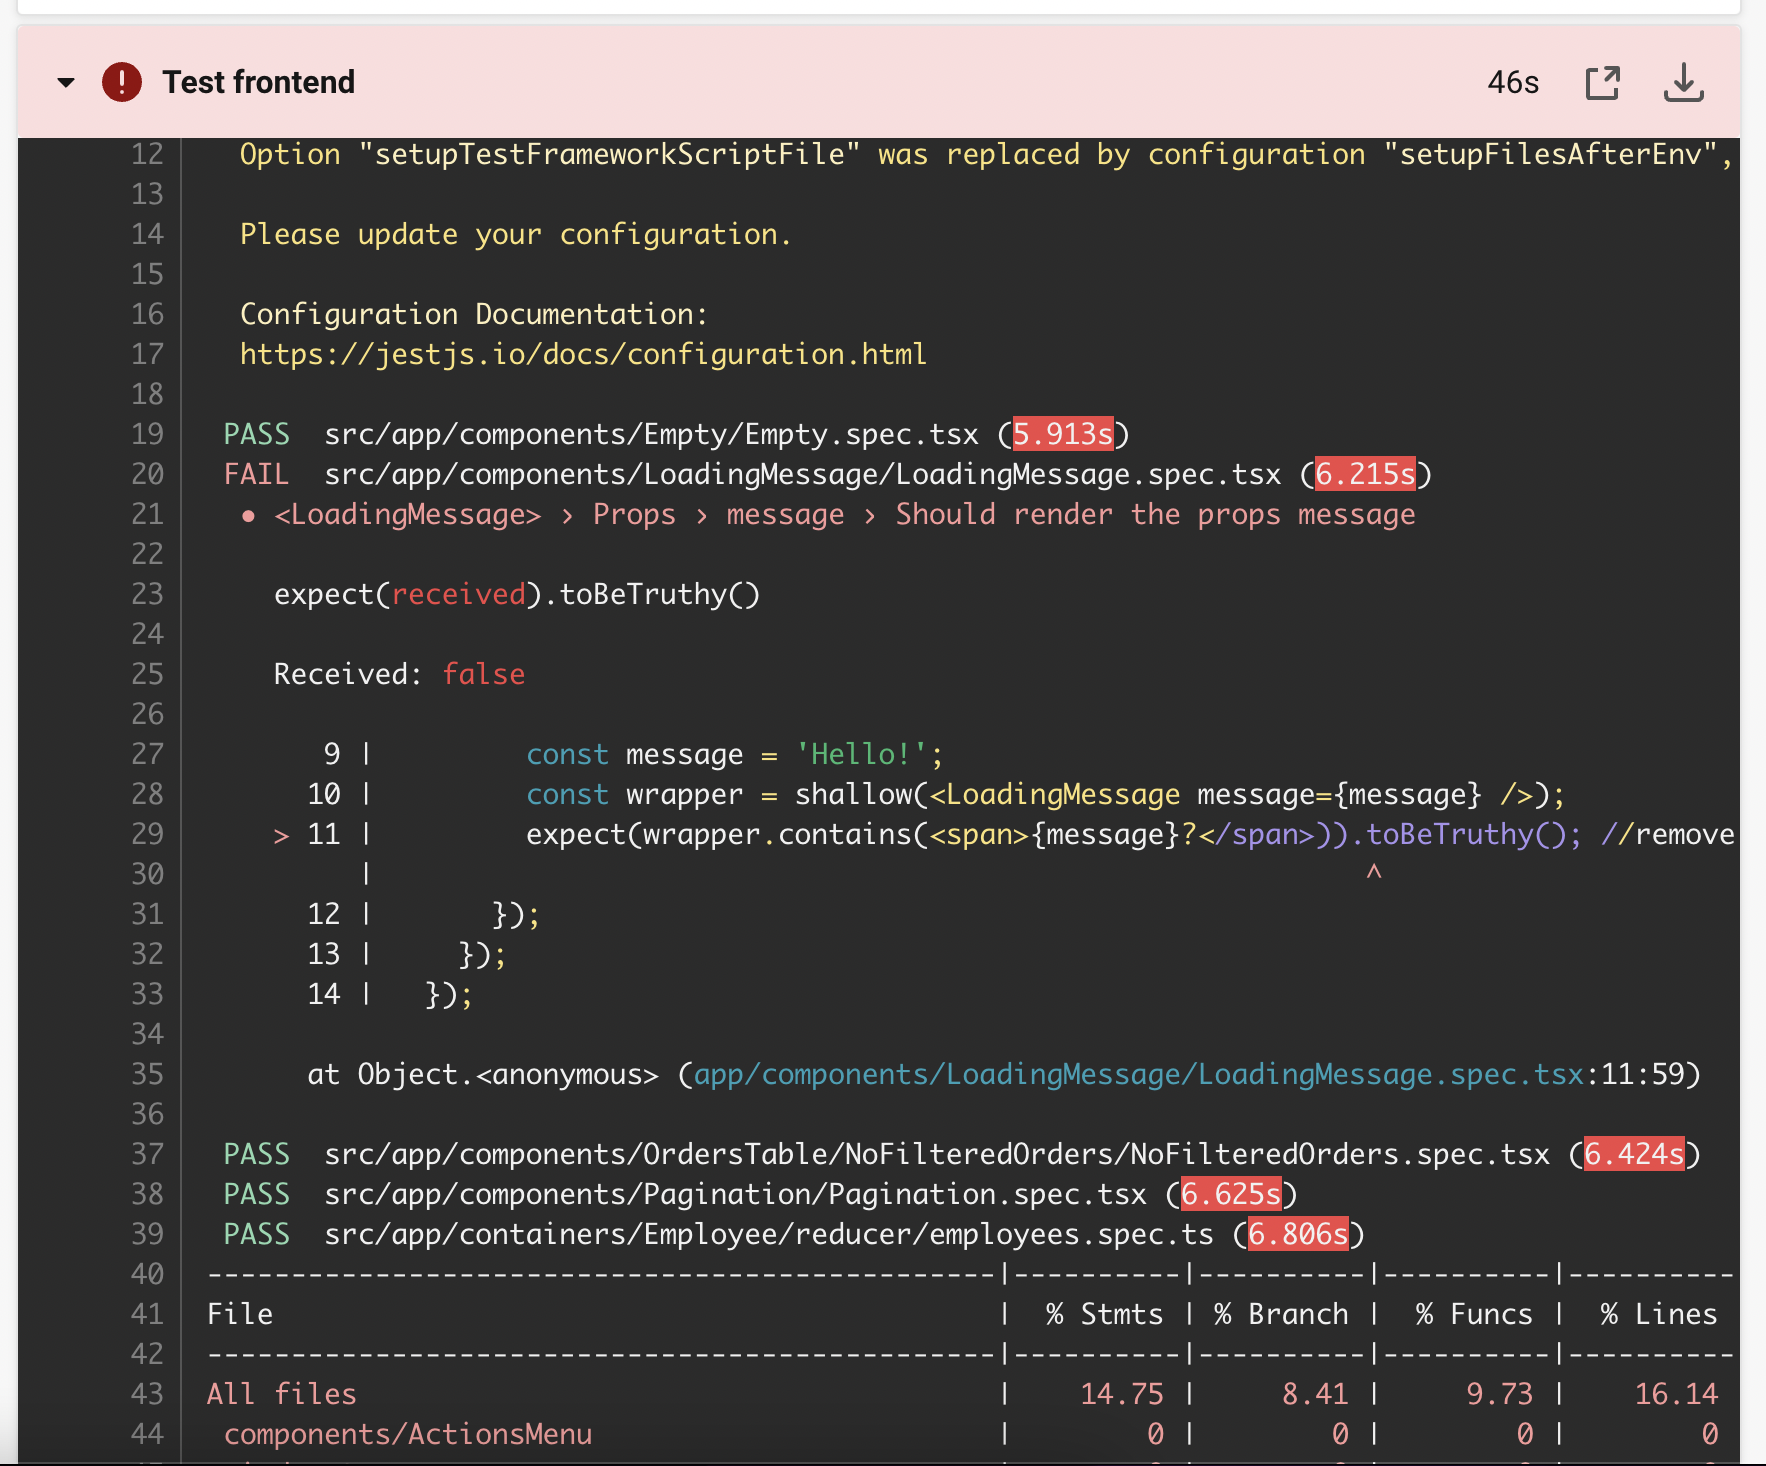 Test frontend 46s
12 Option "setupTestFrameworkScriptFile" was replaced by configuration "setupFilesAfterEnv",
13
14 Please update your configuration.
15
16 Configuration Documentation:
17 https://jestjs.io/docs/configuration.html
18
19 PASS src/app/components/Empty/Empty.spec.tsx (5.913s)
20 FAIL src/app/components/LoadingMessage/LoadingMessage.spec.tsx (6.215s)
21 ● <LoadingMessage> › Props › message › Should render the props message
22
23 expect(received).toBeTruthy()
24
25 Received: false
26
27 9 | const message = 'Hello!';
28 10 | const wrapper = shallow(<LoadingMessage message={message} />);
29 > 11 | expect(wrapper.contains(<span>{message}?</span>)).toBeTruthy(); //remove
30 | ^
31 12 | });
32 13 | });
33 14 | });
34
35 at Object.<anonymous> (app/components/LoadingMessage/LoadingMessage.spec.tsx:11:59)
36
37 PASS src/app/components/OrdersTable/NoFilteredOrders/NoFilteredOrders.spec.tsx (6.424s)
38 PASS src/app/components/Pagination/Pagination.spec.tsx (6.625s)
39 PASS src/app/containers/Employee/reducer/employees.spec.ts (6.806s)
40 -----------------------------------------------|----------|----------|----------|----------
41 File | % Stmts | % Branch | % Funcs | % Lines
42 -----------------------------------------------|----------|----------|----------|----------
43 All files | 14.75 | 8.41 | 9.73 | 16.14
44 components/ActionsMenu | 0 | 0 | 0 | 0